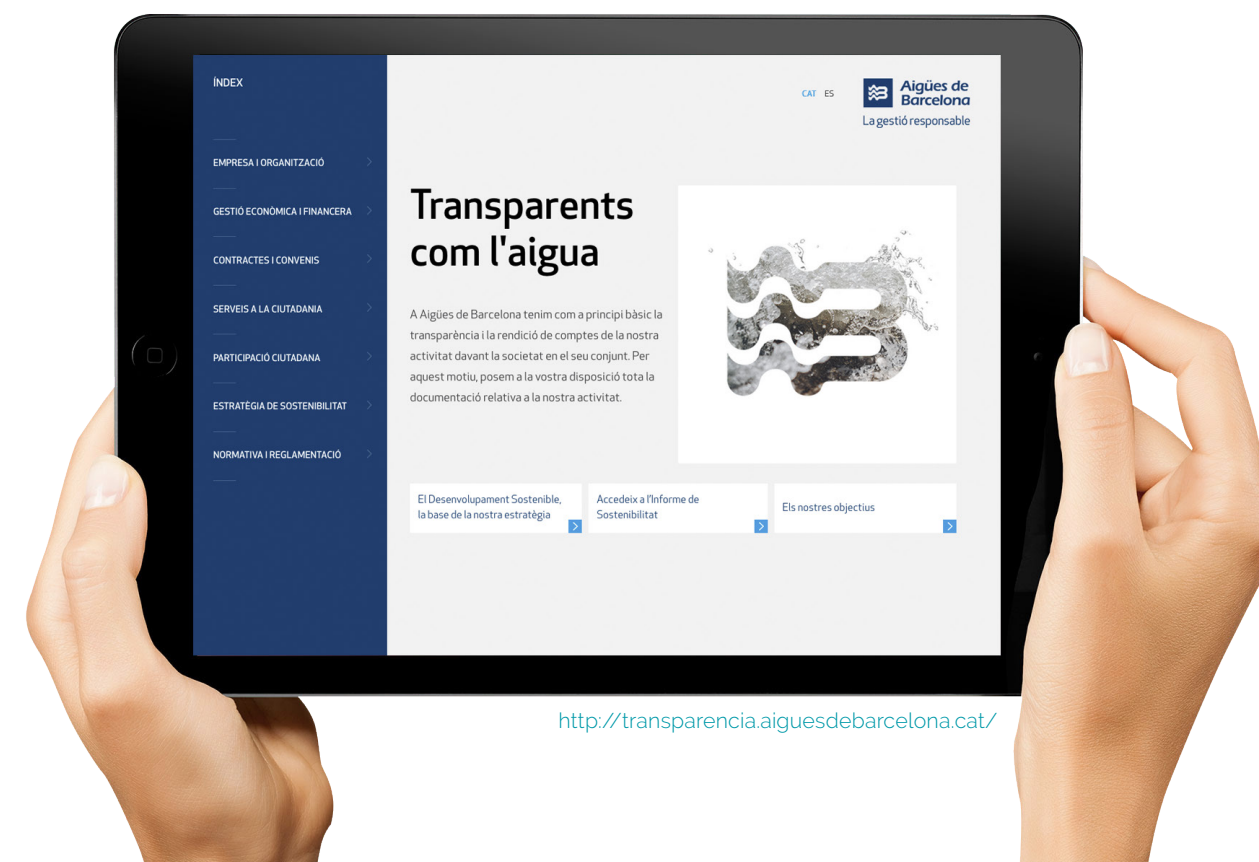 ÍNDEX
EMPRESA I ORGANITZACIÓ
GESTIÓ ECONÒMICA I FINANCERA
CONTRACTES I CONVENIS
SERVEIS A LA CIUTADANIA
PARTICIPACIÓ CIUTADANA
ESTRATÈGIA DE SOSTENIBILITAT
NORMATIVA I REGLAMENTACIÓ
CAT ES
Aigües de
Barcelona
La gestió responsable
Transparents
com l'aigua
A Aigües de Barcelona tenim com a principi bàsic la
transparència i la rendició de comptes de la nostra
activitat davant la societat en el seu conjunt. Per
aquest motiu, posem a la vostra disposició tota la
documentació relativa a la nostra activitat.
El Desenvolupament Sostenible,
la base de la nostra estratègia
Accedeix a l'Informe de
Sostenibilitat
Els nostres objectius
http://transparencia.aiguesdebarcelona.cat/